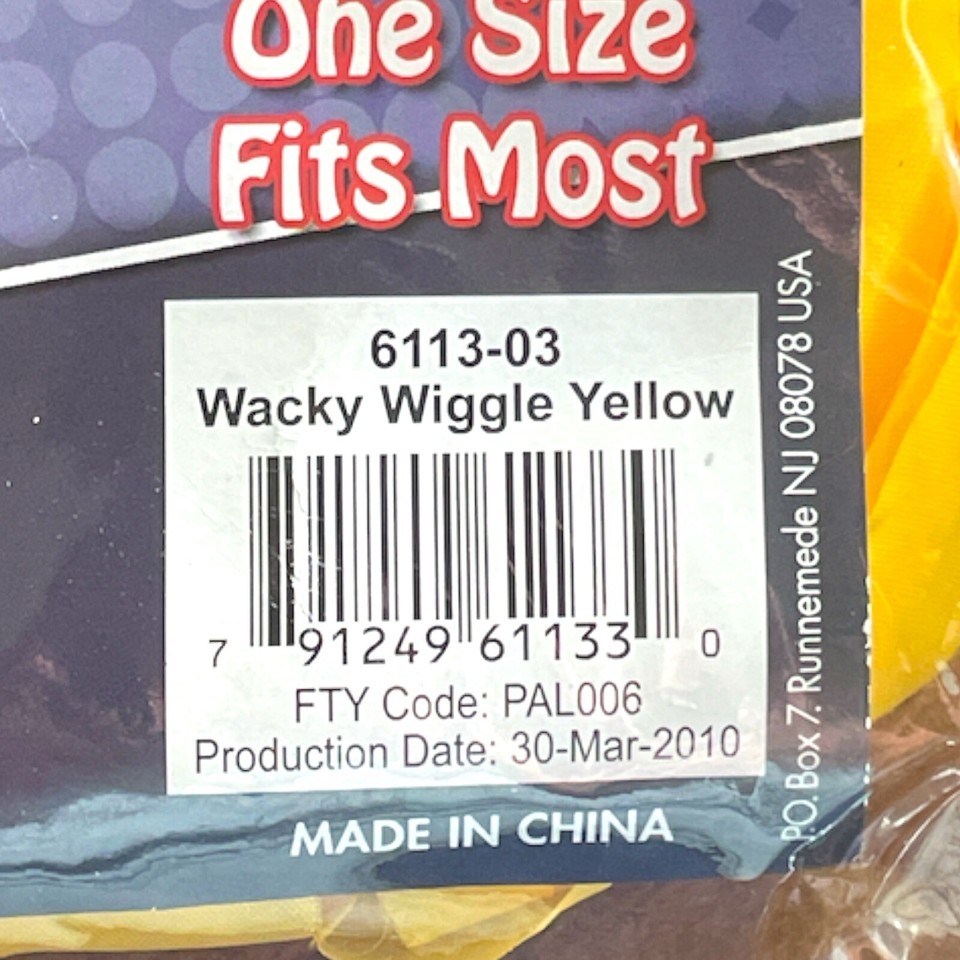 One Size
Fits Most
6113-03
Wacky Wiggle Yellow
7 91249 61133 0
FTY Code: PAL006
Production Date: 30-Mar-2010
MADE IN CHINA
P.O. Box 7. Runnemede NJ 08078 USA